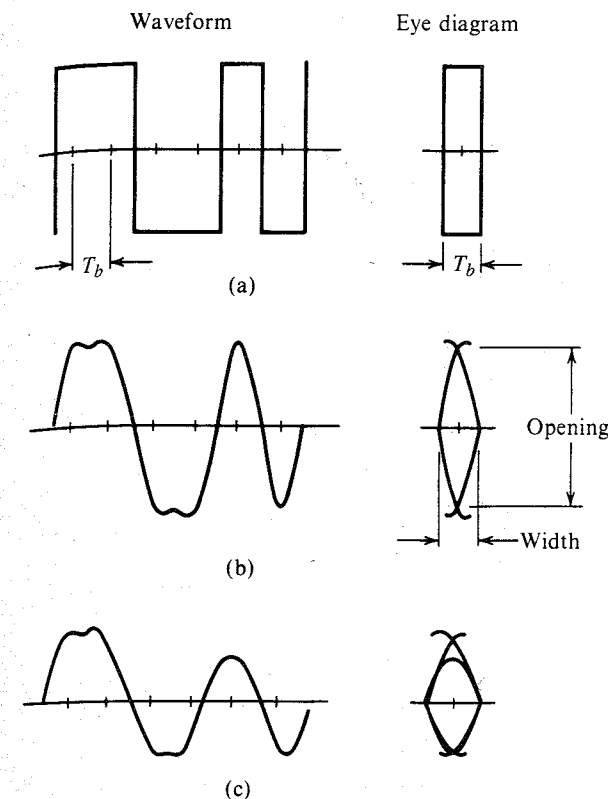 Waveform
Eye diagram
T_b
T_b
(a)
Opening
Width
(b)
(c)